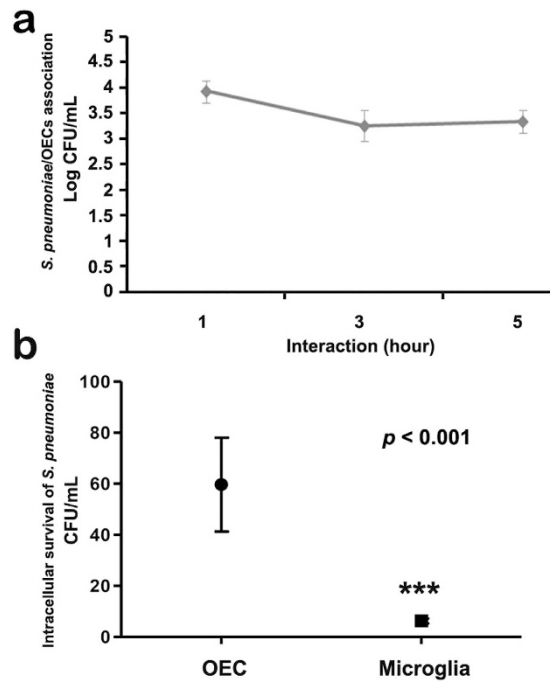 a
S. pneumoniae/OECs association
Log CFU/mL
5
4.5
4
3.5
3
2.5
2
1.5
1
0.5
0
1 3 5
Interaction (hour)
b
Intracellular survival of S. pneumoniae
CFU/mL
100
80
60
40
20
0
p < 0.001
***
OEC Microglia